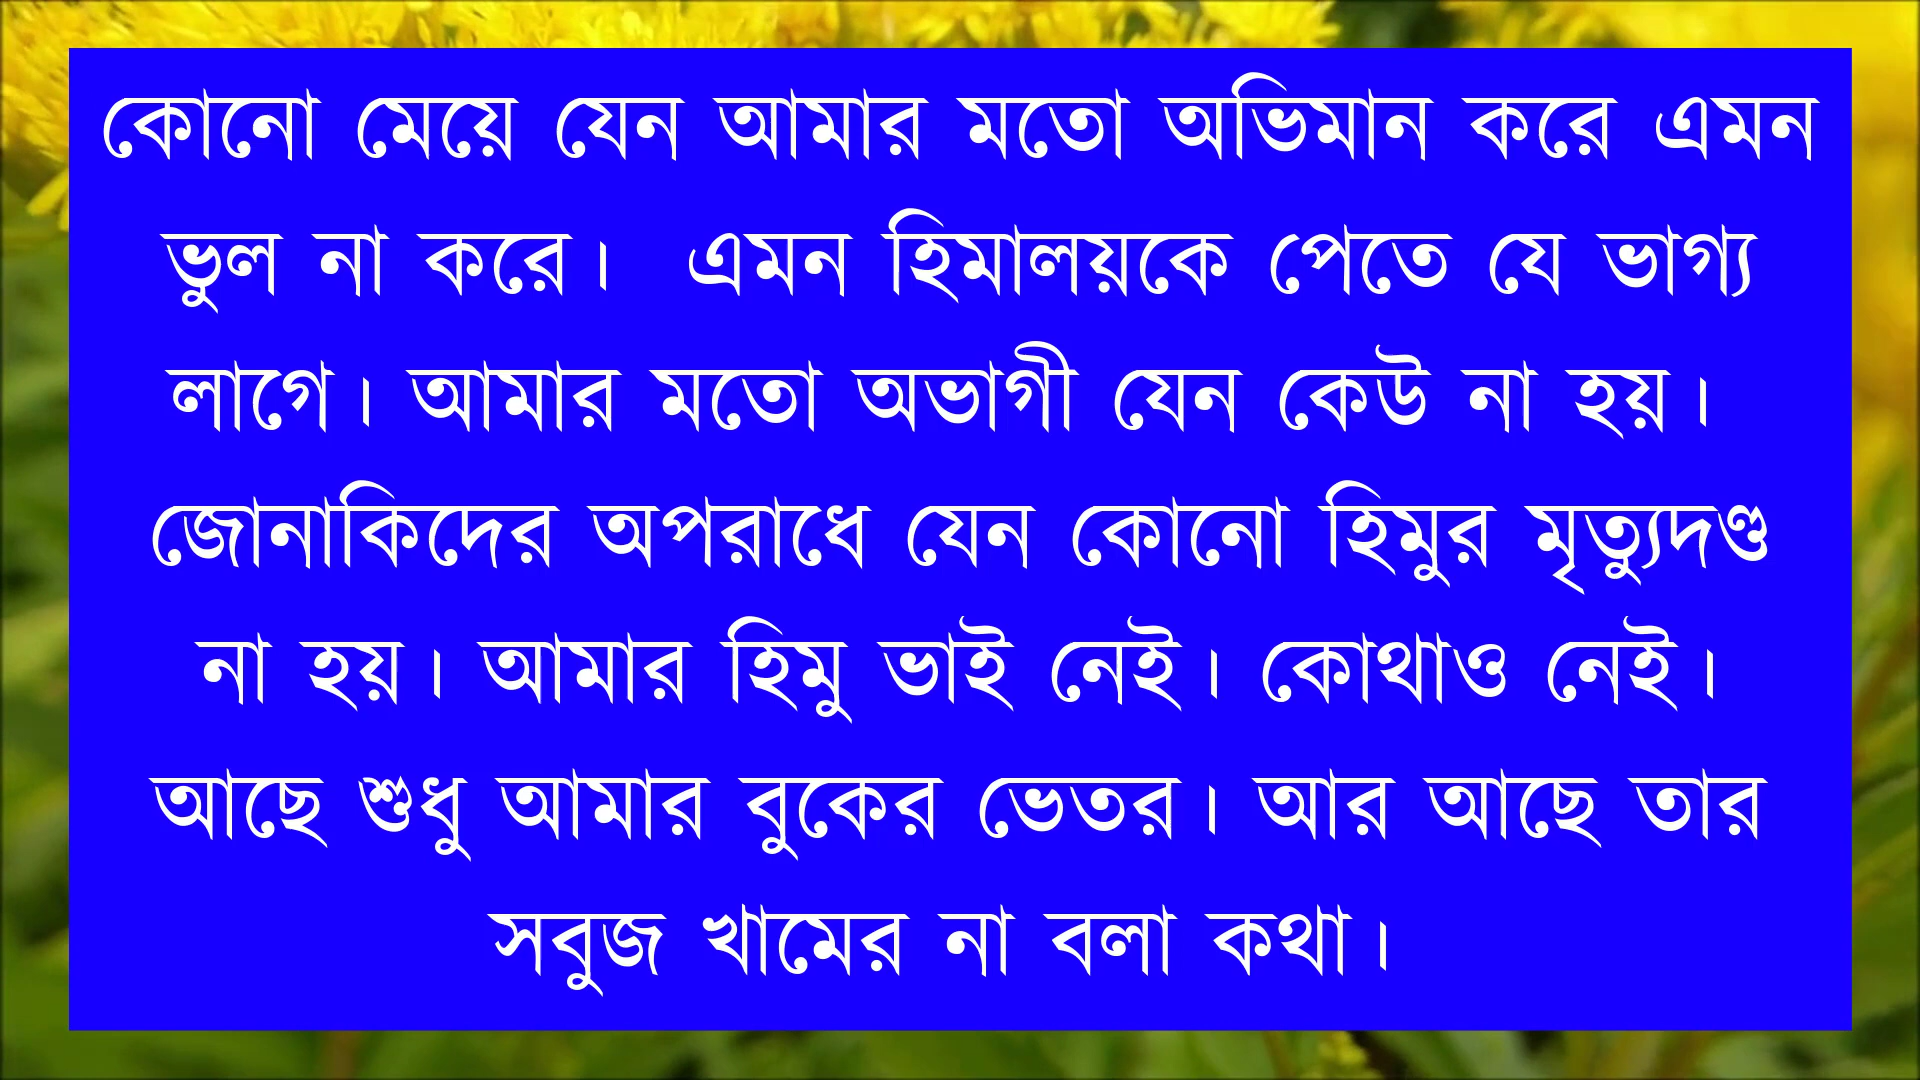 কোনো মেয়ে যেন আমার মতো অভিমান করে এমন
ভুল না করে।  এমন হিমালয়কে পেতে যে ভাগ্য
লাগে। আমার মতো অভাগী যেন কেউ না হয়।
জোনাকিদের অপরাধে যেন কোনো হিমুর মৃত্যুদণ্ড
না হয়। আমার হিমু ভাই নেই। কোথাও নেই।
আছে শুধু আমার বুকের ভেতর। আর আছে তার
সবুজ খামের না বলা কথা।